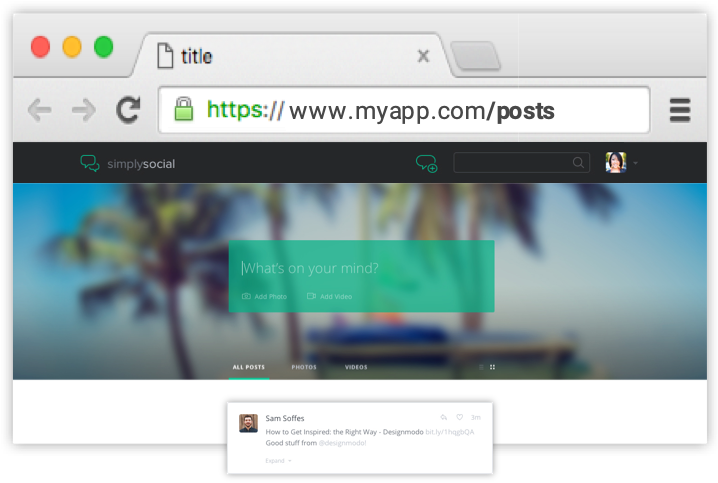 title
https://www.myapp.com/posts
simplysocial
What's on your mind?
Add Photo Add Video
ALL POSTS PHOTOS VIDEOS
Sam Soffes 3m
How to Get Inspired: the Right Way - Designmodo bit.ly/1hqgbQA
Good stuff from @designmodo!
Expand